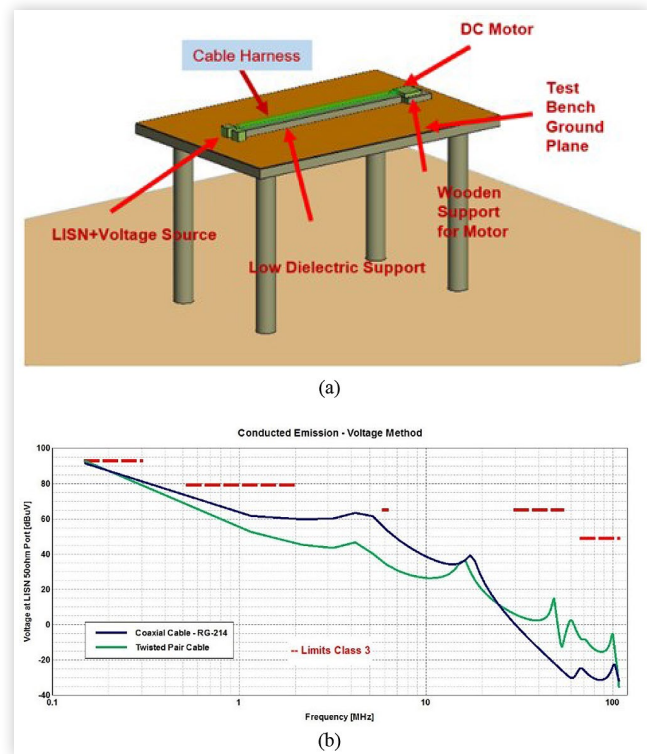 DC Motor
Cable Harness
Test
Bench
Ground
Plane
Wooden
Support
for Motor
LISN+Voltage Source
Low Dielectric Support
(a)
Conducted Emission - Voltage Method
Voltage at LISN 50ohm Port [dBuV]
100
80
60
40
20
0
-20
-40
Coaxial Cable - RG-214
Twisted Pair Cable
-- Limits Class 3
0.1
1
10
100
Frequency [MHz]
(b)